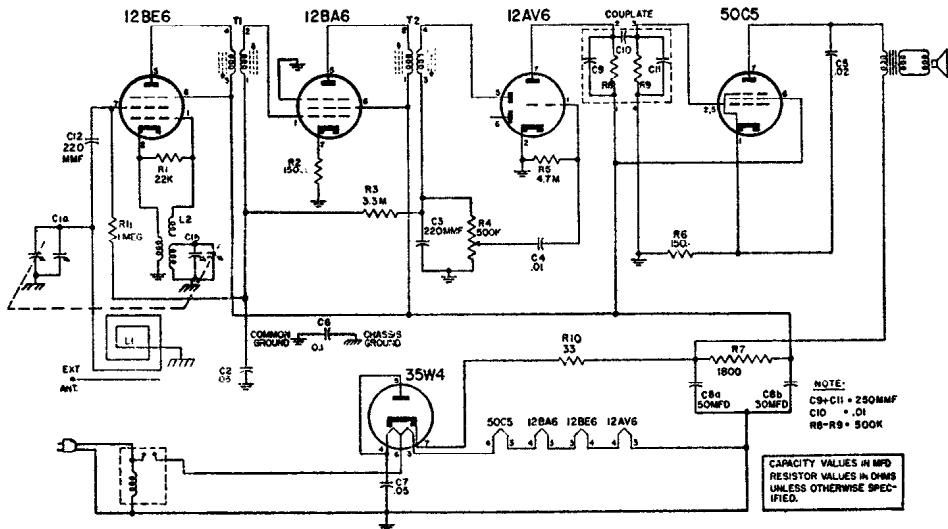 12BE6
T1
12BA6
T2
12AV6
COUPLATE
50C5
C10
C9
C11
R8
R9
C5
.02
C12
220
MMF
R1
22K
R2
150
R5
4.7M
R3
3.3M
C1a
R11
1 MEG
L2
C1b
C3
220MMF
R4
500K
C4
.01
R6
150
L1
EXT
ANT.
C2
.05
COMMON
GROUND
C6
0.1
CHASSIS
GROUND
R10
33
R7
1800
C8a
50MFD
C8b
30MFD
35W4
C7
.05
50C5
12BA6
12BE6
12AV6
NOTE-
C9+C11 = 250MMF
C10 = .01
R8-R9 = 500K
CAPACITY VALUES IN MFD
RESISTOR VALUES IN OHMS
UNLESS OTHERWISE SPEC-
IFIED.